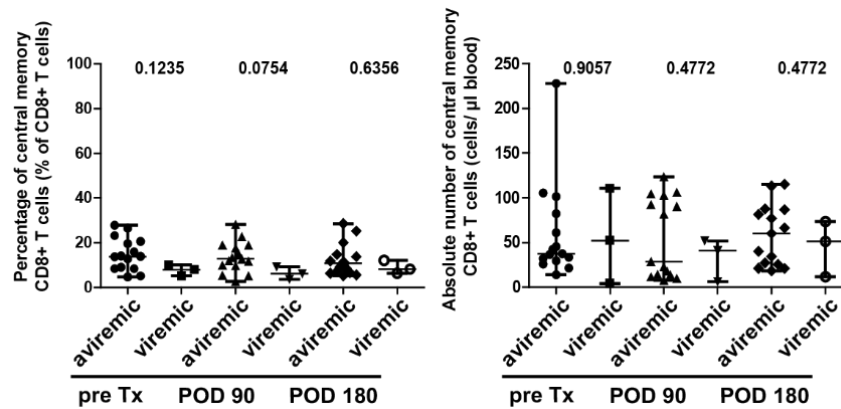 Percentage of central memory
CD8+ T cells (% of CD8+ T cells)
100
80
60
40
20
0
0.1235 0.0754 0.6356
aviremic viremic aviremic viremic aviremic viremic
pre Tx POD 90 POD 180
Absolute number of central memory
CD8+ T cells (cells/ µl blood)
250
200
150
100
50
0
0.9057 0.4772 0.4772
aviremic viremic aviremic viremic aviremic viremic
pre Tx POD 90 POD 180